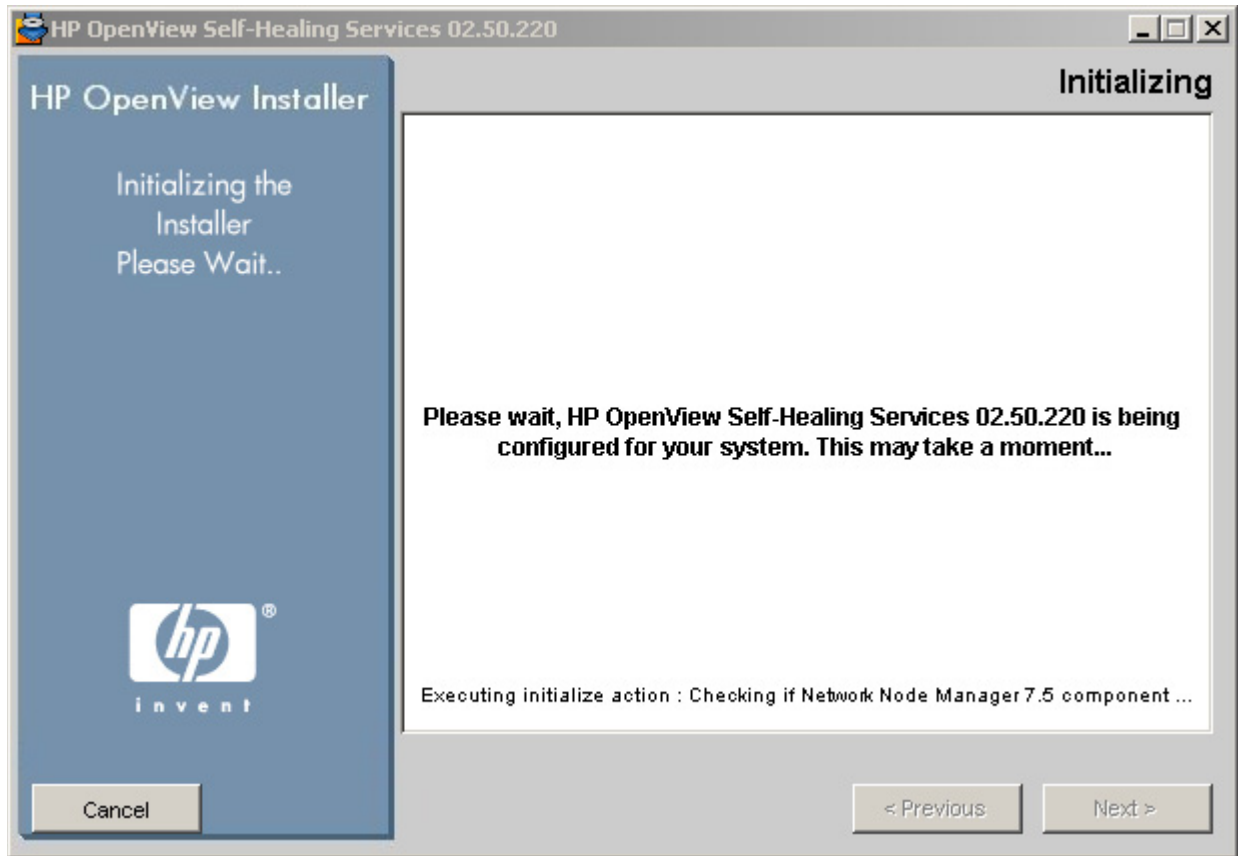 HP OpenView Self-Healing Services 02.50.220
HP OpenView Installer
Initializing the
Installer
Please Wait..
hp
®
invent
Cancel
Initializing
Please wait, HP OpenView Self-Healing Services 02.50.220 is being
configured for your system. This may take a moment...
Executing initialize action : Checking if Network Node Manager 7.5 component ...
< Previous
Next >